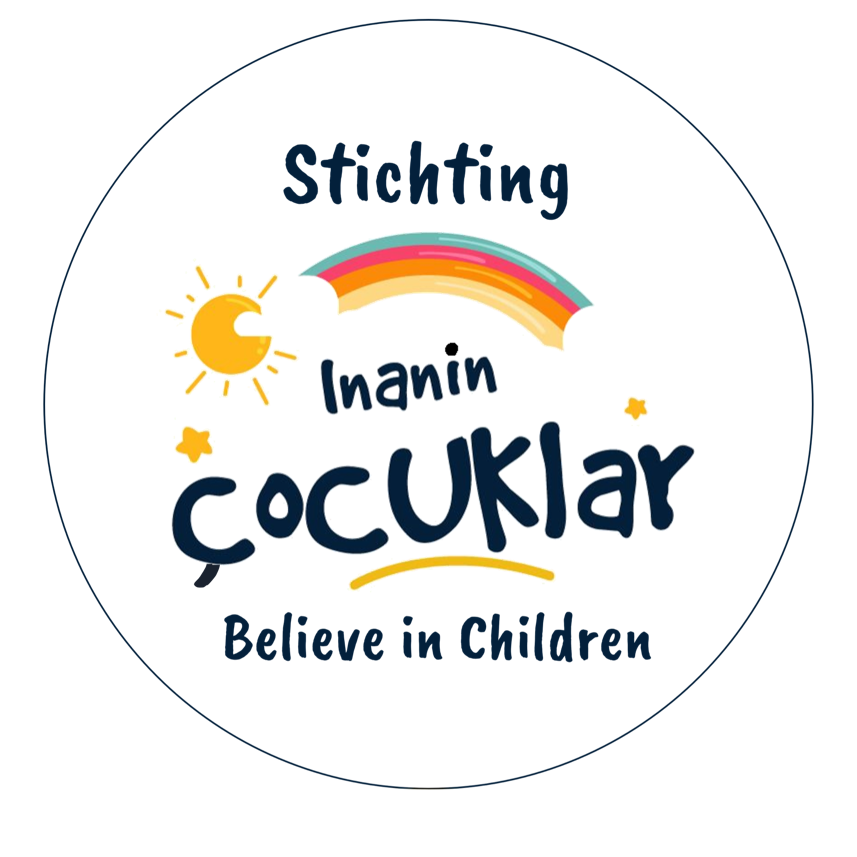 Stichting
Inanin
Çocuklar
Believe in Children